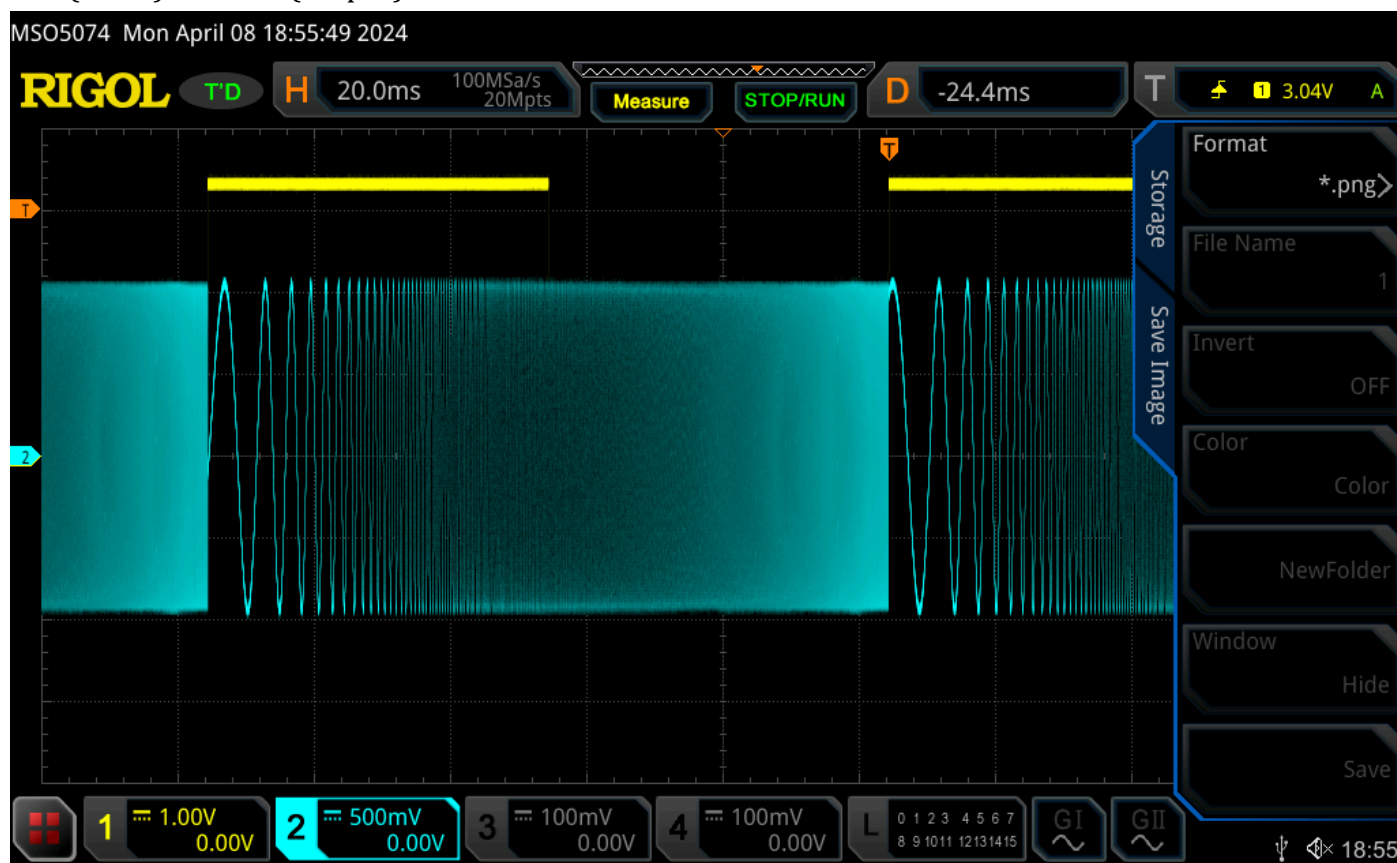 MSO5074 Mon April 08 18:55:49 2024
RIGOL T'D H 20.0ms 100MSa/s 20Mpts Measure STOP/RUN D -24.4ms T 1 3.04V A
T
T
2
Storage
Save Image
Format
*.png>
File Name
1
Invert
OFF
Color
Color
NewFolder
Window
Hide
Save
1 1.00V 0.00V
2 500mV 0.00V
3 100mV 0.00V
4 100mV 0.00V
L 0 1 2 3 4 5 6 7
8 9 10 11 12 13 14 15
GI
GII
18:55